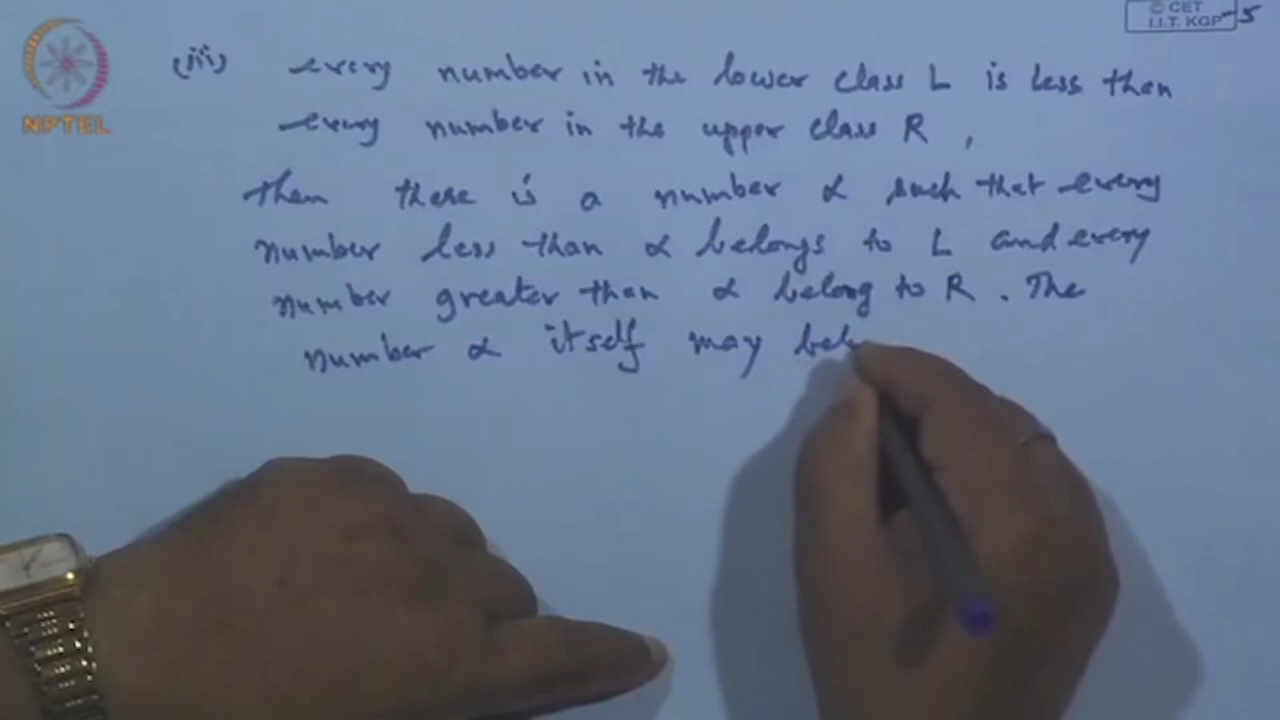 © CET
I.I.T. KGP
-5
NPTEL
(iii) every number in the lower class L is less then
every number in the upper class R,
Then there is a number α such that every
number less than α belongs to L and every
number greater than α belong to R. The
number α itself may bel